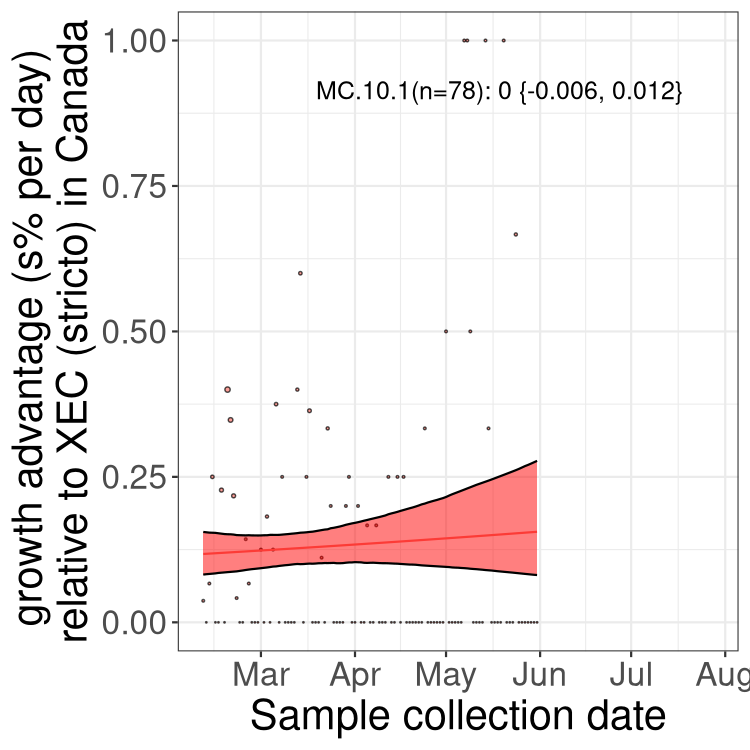 growth advantage (s% per day)
relative to XEC (stricto) in Canada
1.00
0.75
0.50
0.25
0.00
MC.10.1(n=78): 0 {-0.006, 0.012}
Mar Apr May Jun Jul Aug
Sample collection date